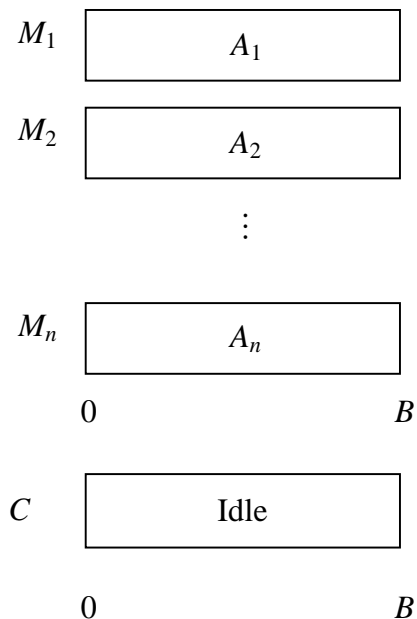 M₁ A₁
M₂ A₂
⋮
Mₙ Aₙ
0 B
C Idle
0 B